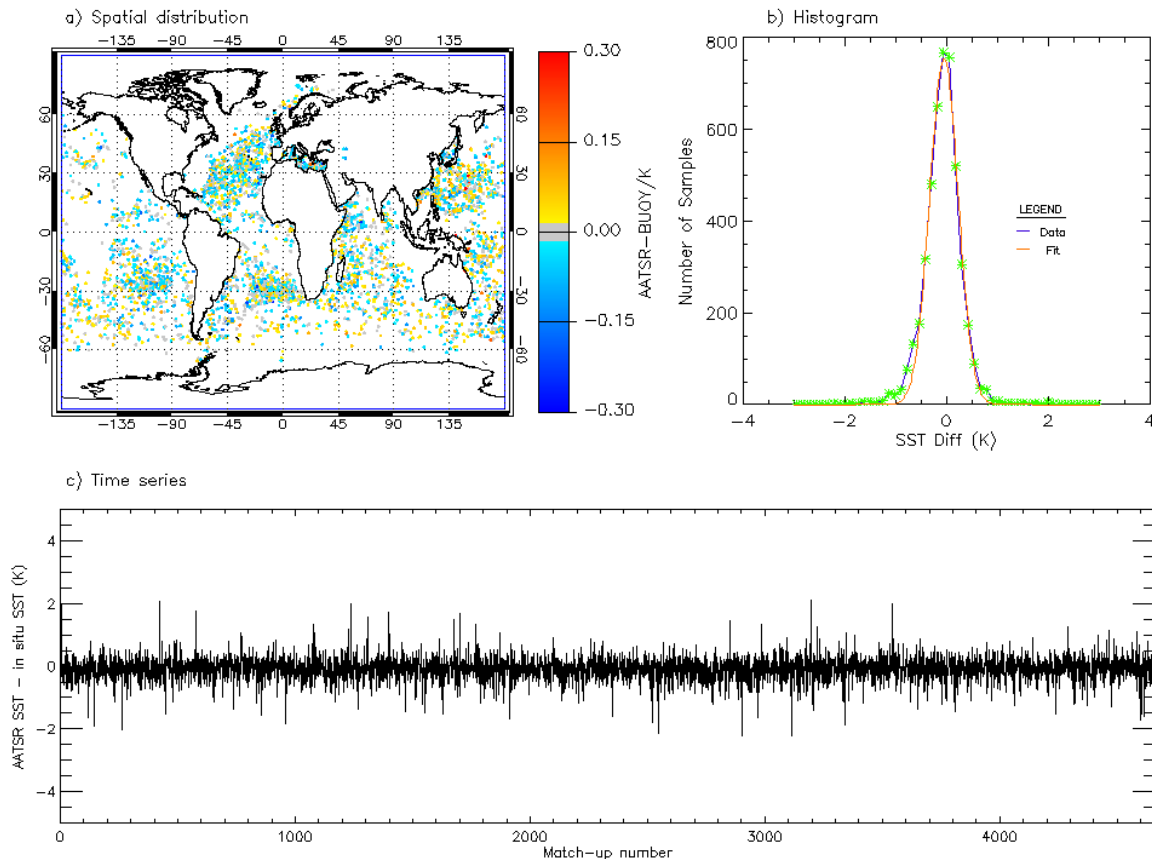 a) Spatial distribution
−135 −90 −45 0 45 90 135
60 30 0 −30 −60
60 30 0 −30 −60
−135 −90 −45 0 45 90 135
0.30
0.15
0.00
−0.15
−0.30
AATSR−BUOY/K
b) Histogram
800
600
400
200
0
Number of Samples
−4 −2 0 2 4
SST Diff (K)
LEGEND
Data
Fit
c) Time series
4
2
0
−2
−4
AATSR SST − in situ SST (K)
0 1000 2000 3000 4000
Match−up number